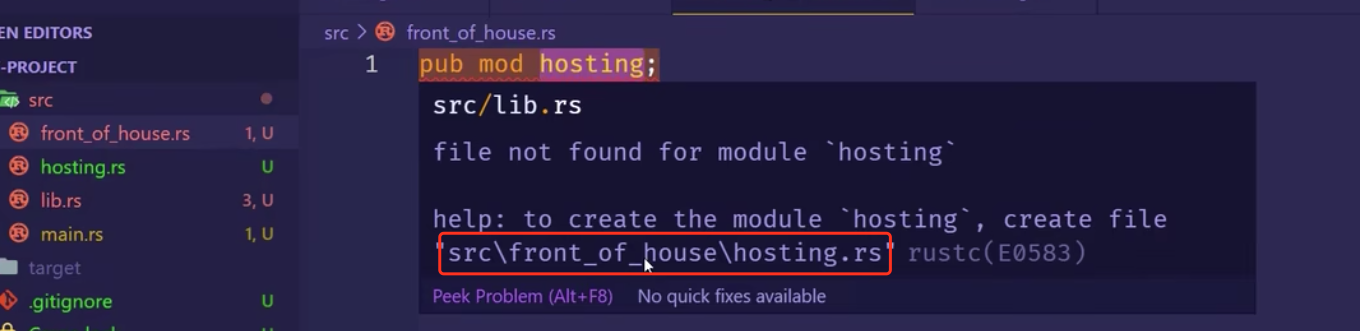 EN EDITORS
-PROJECT
src
front_of_house.rs 1, U
hosting.rs U
lib.rs 3, U
main.rs 1, U
target
.gitignore U
src > front_of_house.rs
1 pub mod hosting;
src/lib.rs
file not found for module `hosting`
help: to create the module `hosting`, create file
"src\front_of_house\hosting.rs" rustc(E0583)
Peek Problem (Alt+F8) No quick fixes available